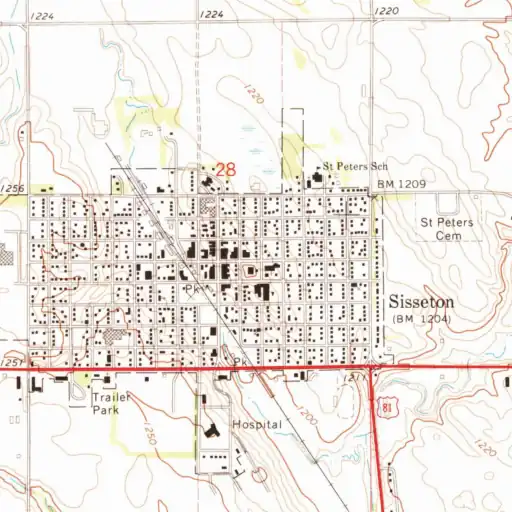 1224
1224
1220
1220
28
St Peters Sch
1256
BM 1209
St Peters
Cem
Pk
Sisseton
(BM 1204)
Pk
1251
1211
Trailer
Park
1250
Hospital
1200
81
1220